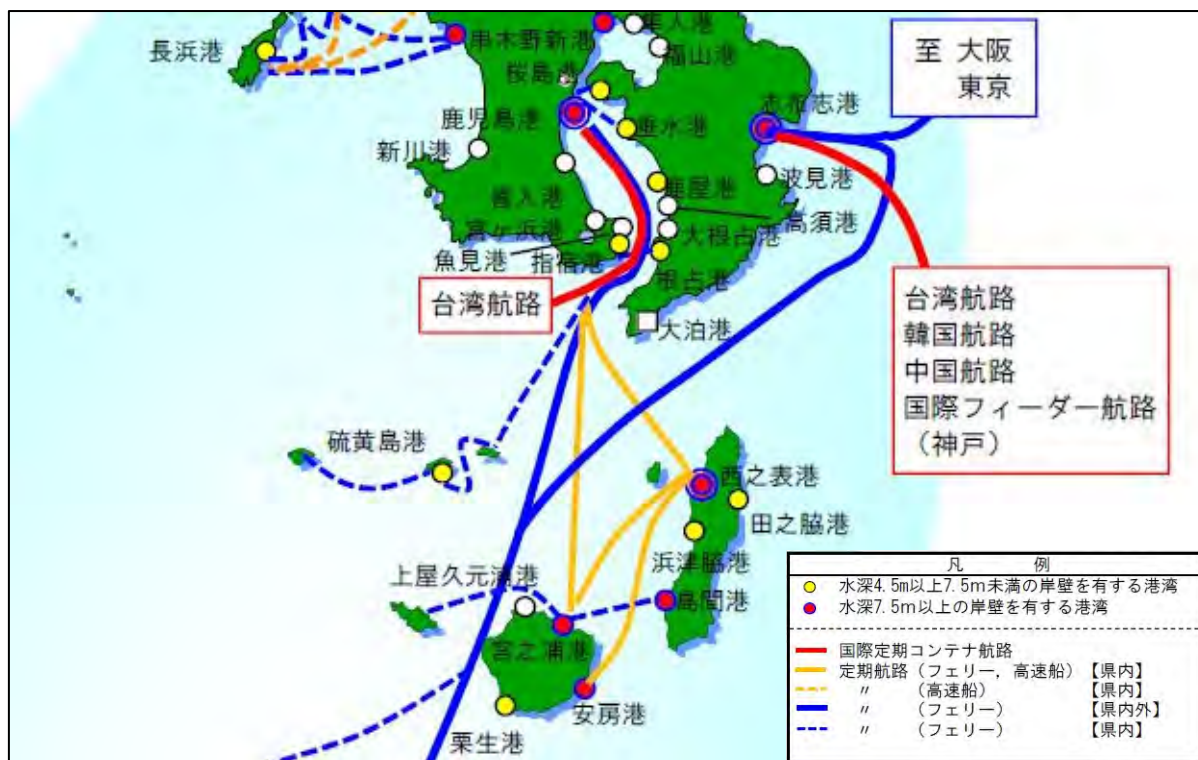 長浜港
串木野新港
隼人港
福山港
桜島港
鹿児島港
垂水港
志布志港
至 大阪
東京
新川港
鹿屋港
波見港
喜入港
高須港
宮ヶ浜港
大根占港
魚見港
指宿港
根占港
台湾航路
大泊港
台湾航路
韓国航路
中国航路
国際フィーダー航路
（神戸）
硫黄島港
西之表港
田之脇港
浜津脇港
上屋久元浦港
島間港
宮之浦港
安房港
栗生港
凡　例
水深4.5m以上7.5m未満の岸壁を有する港湾
水深7.5m以上の岸壁を有する港湾
国際定期コンテナ航路
定期航路（フェリー，高速船）【県内】
〃　（高速船）　【県内】
〃　（フェリー）　【県内外】
〃　（フェリー）　【県内】